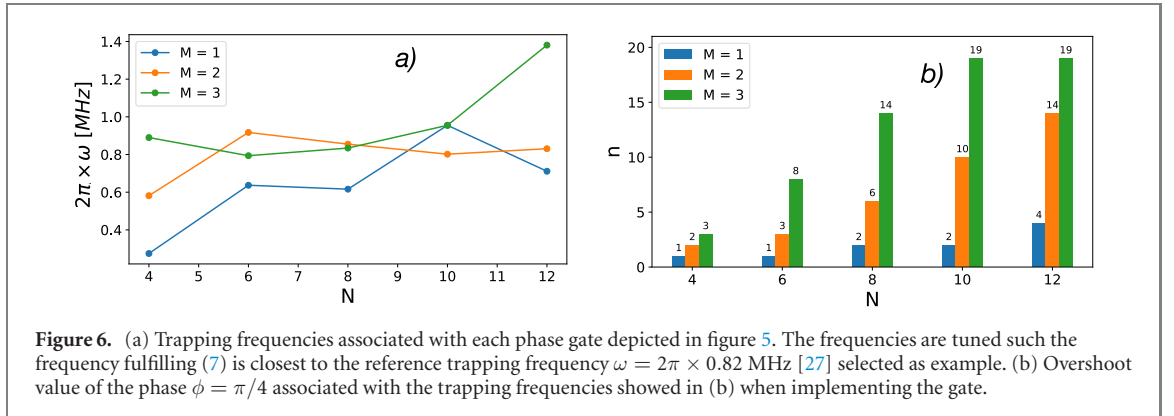 a)
M = 1
M = 2
M = 3
2π × ω [MHz]
1.4
1.2
1.0
0.8
0.6
0.4
4 5 6 7 8 9 10 11 12
N
b)
M = 1
M = 2
M = 3
n
20
15
10
5
0
1 2 3
1 3 8
2 6 14
2 10 19
4 14 19
4 6 8 10 12
N
Figure 6. (a) Trapping frequencies associated with each phase gate depicted in figure 5. The frequencies are tuned such the
frequency fulfilling (7) is closest to the reference trapping frequency ω = 2π × 0.82 MHz [27] selected as example. (b) Overshoot
value of the phase ϕ = π/4 associated with the trapping frequencies showed in (b) when implementing the gate.